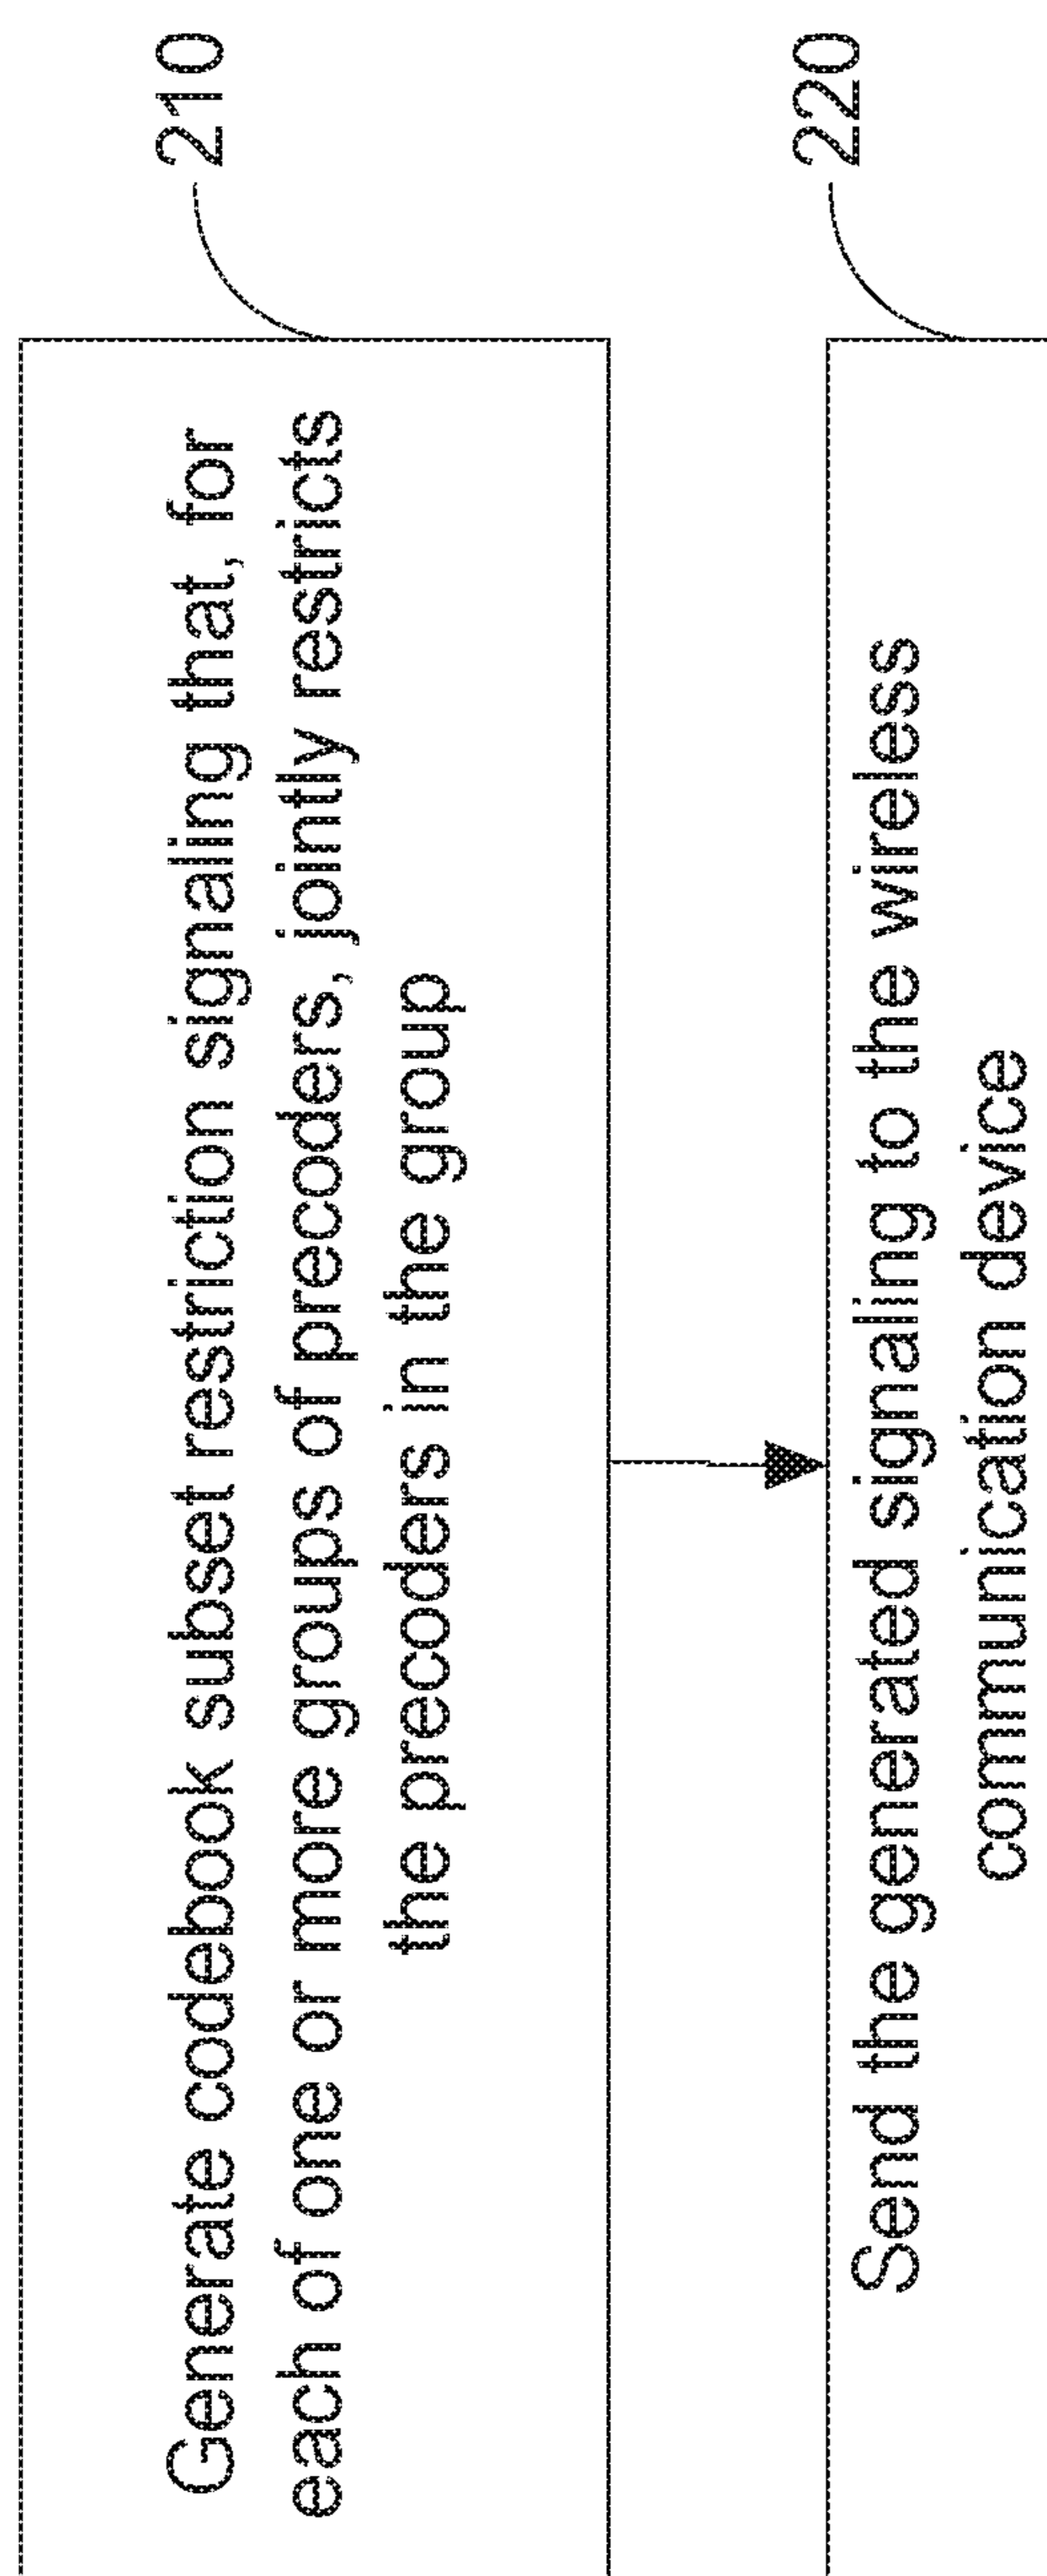 Generate codebook subset restriction signaling that, for
each of one or more groups of precoders, jointly restricts
the precoders in the group
210
Send the generated signaling to the wireless
communication device
220